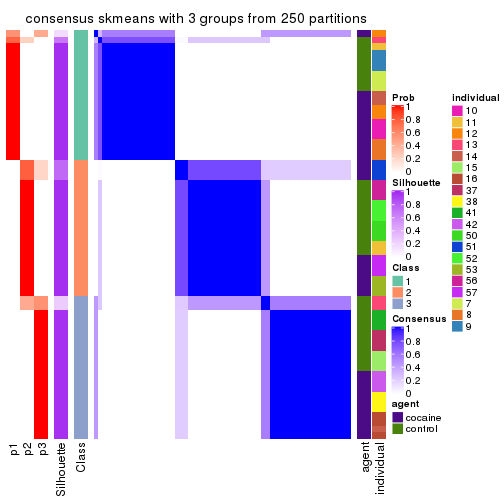 consensus skmeans with 3 groups from 250 partitions
Prob
1
0.8
0.6
0.4
0.2
0
Silhouette
1
0.8
0.6
0.4
0.2
0
Class
1
2
3
Consensus
1
0.8
0.6
0.4
0.2
0
agent
cocaine
control
individual
10
11
12
13
14
15
16
37
38
41
42
50
51
52
53
56
57
7
8
9
p1
p2
p3
Silhouette
Class
agent
individual